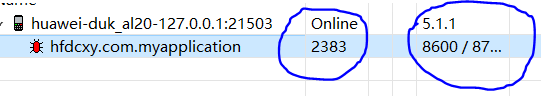 huawei-duk_al20-127.0.0.1:21503 Online 5.1.1
hfdcxy.com.myapplication 2383 8600 / 87...